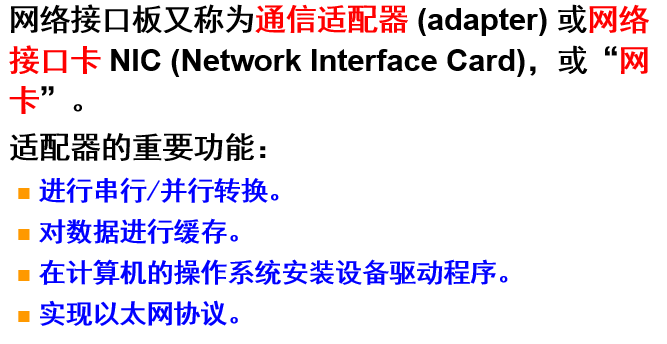 网络接口板又称为通信适配器 (adapter) 或网络
接口卡 NIC (Network Interface Card)，或“网
卡”。
适配器的重要功能：
进行串行/并行转换。
对数据进行缓存。
在计算机的操作系统安装设备驱动程序。
实现以太网协议。